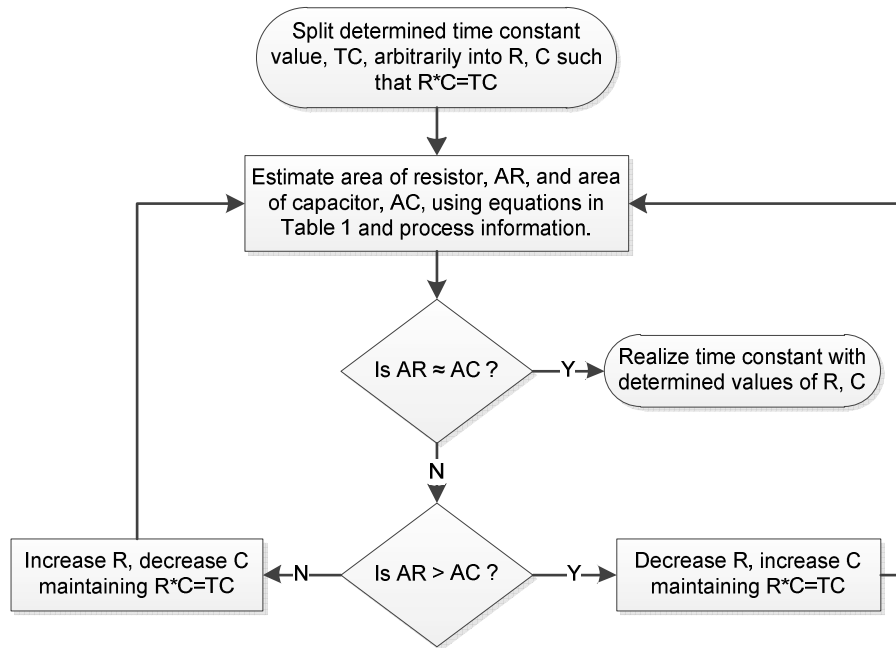 Split determined time constant
value, TC, arbitrarily into R, C such
that R*C=TC
Estimate area of resistor, AR, and area
of capacitor, AC, using equations in
Table 1 and process information.
Is AR ≈ AC ?
Y
Realize time constant with
determined values of R, C
N
Increase R, decrease C
maintaining R*C=TC
N
Is AR > AC ?
Y
Decrease R, increase C
maintaining R*C=TC